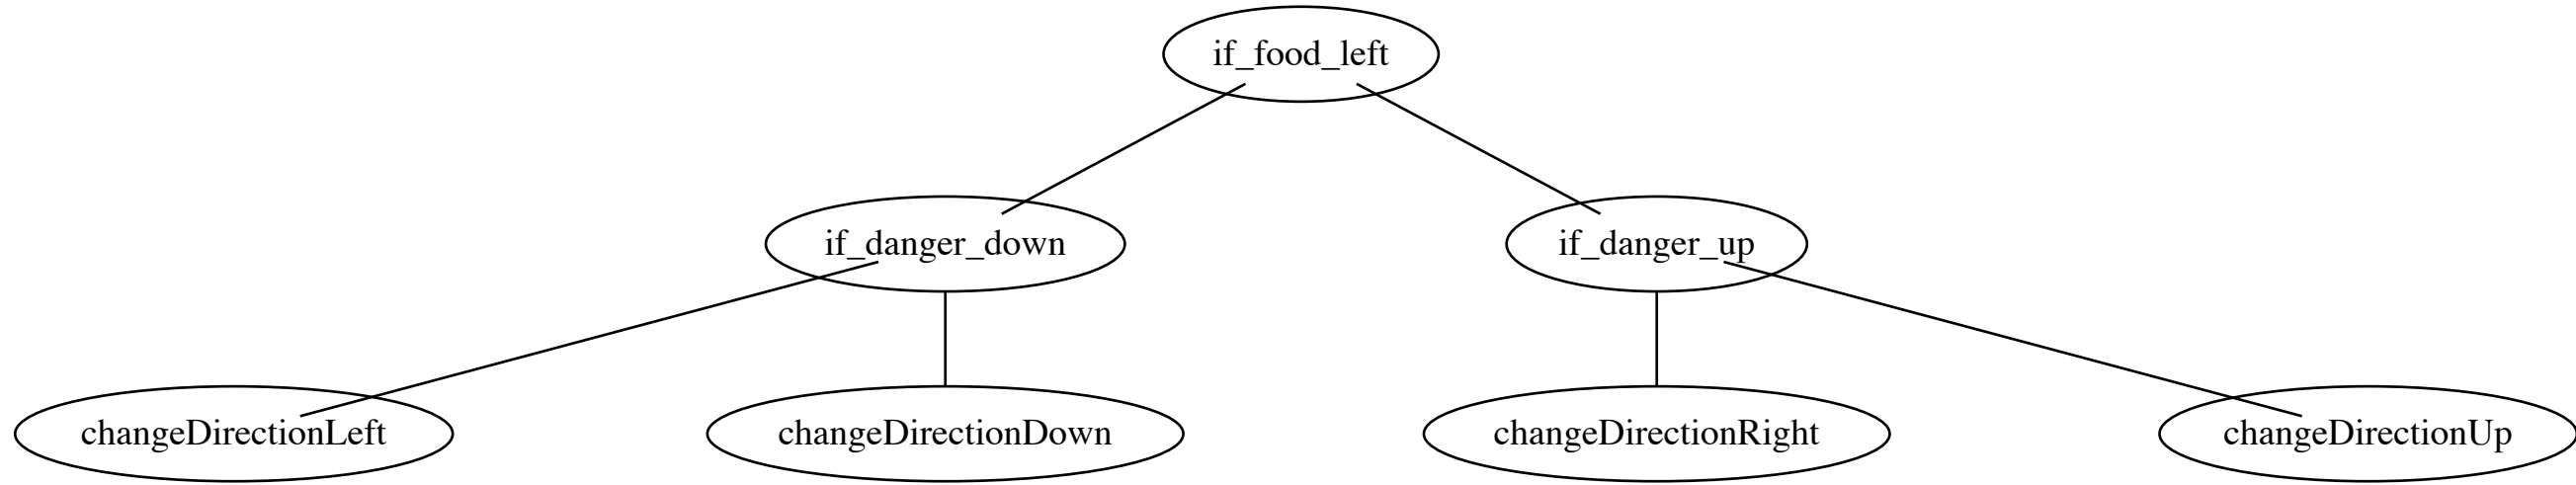 if_food_left
if_danger_down
if_danger_up
changeDirectionLeft
changeDirectionDown
changeDirectionRight
changeDirectionUp